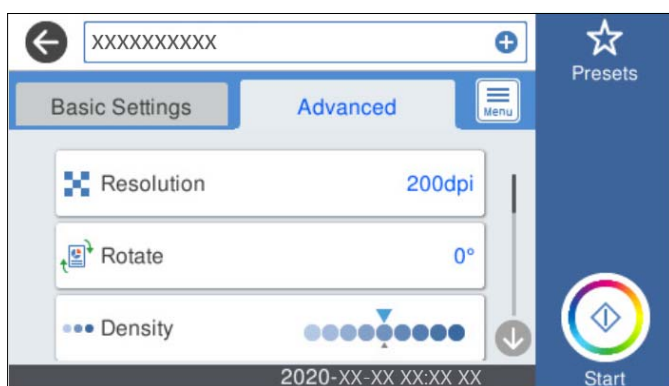 XXXXXXXXXX
Presets
Basic Settings
Advanced
Menu
Resolution 200dpi
Rotate 0°
Density
2020-XX-XX XX:XX XX
Start